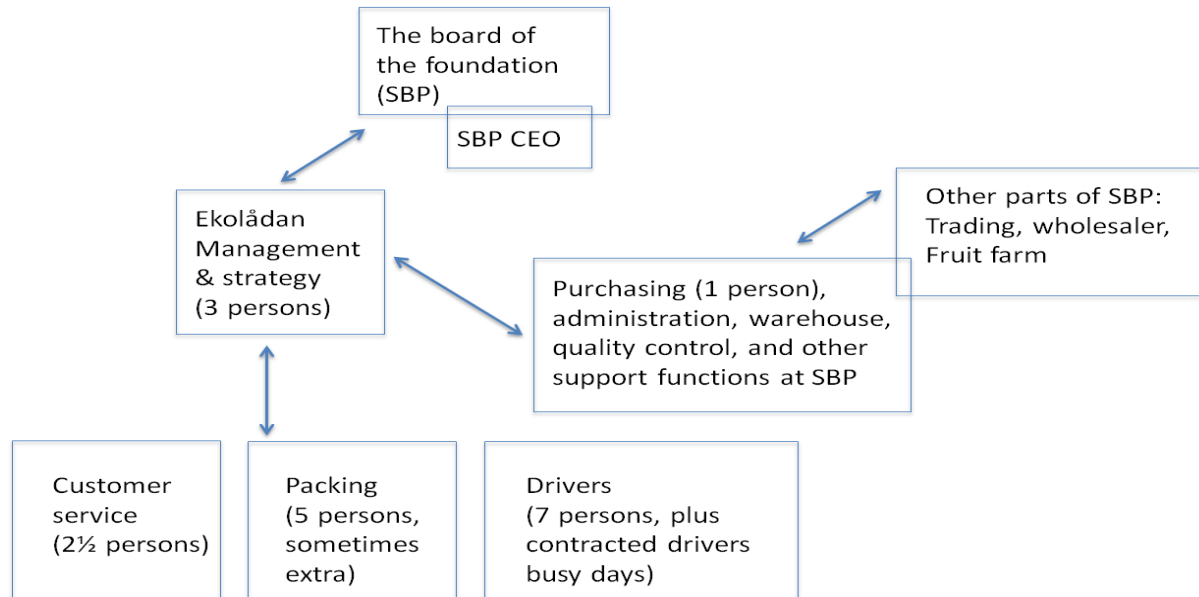 The board of
the foundation
(SBP)
SBP CEO
Ekolådan
Management
& strategy
(3 persons)
Other parts of SBP:
Trading, wholesaler,
Fruit farm
Purchasing (1 person),
administration, warehouse,
quality control, and other
support functions at SBP
Customer
service
(2½ persons)
Packing
(5 persons,
sometimes
extra)
Drivers
(7 persons, plus
contracted drivers
busy days)